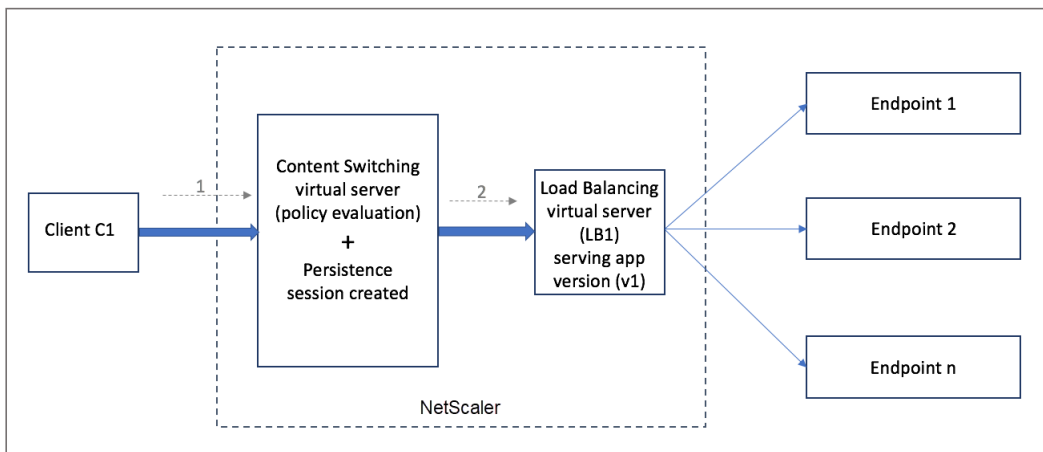 Client C1
1
Content Switching
virtual server
(policy evaluation)
+
Persistence
session created
2
Load Balancing
virtual server
(LB1)
serving app
version (v1)
Endpoint 1
Endpoint 2
Endpoint n
NetScaler